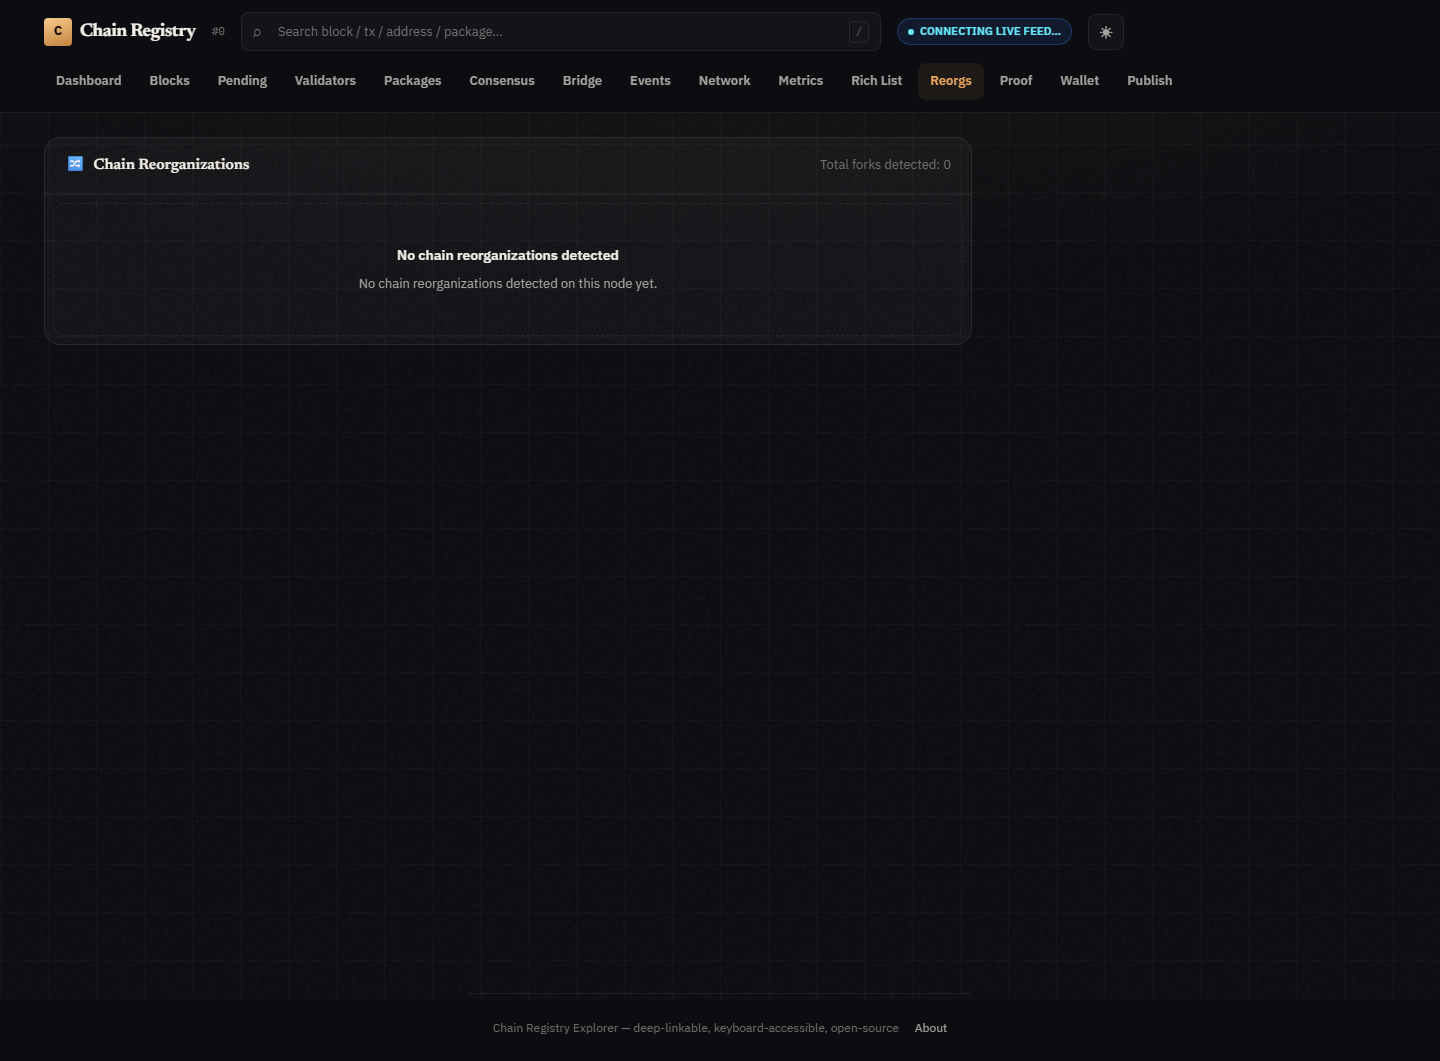 C Chain Registry #0 Search block / tx / address / package... / CONNECTING LIVE FEED...
Dashboard Blocks Pending Validators Packages Consensus Bridge Events Network Metrics Rich List Reorgs Proof Wallet Publish
Chain Reorganizations Total forks detected: 0
No chain reorganizations detected
No chain reorganizations detected on this node yet.
Chain Registry Explorer — deep-linkable, keyboard-accessible, open-source About